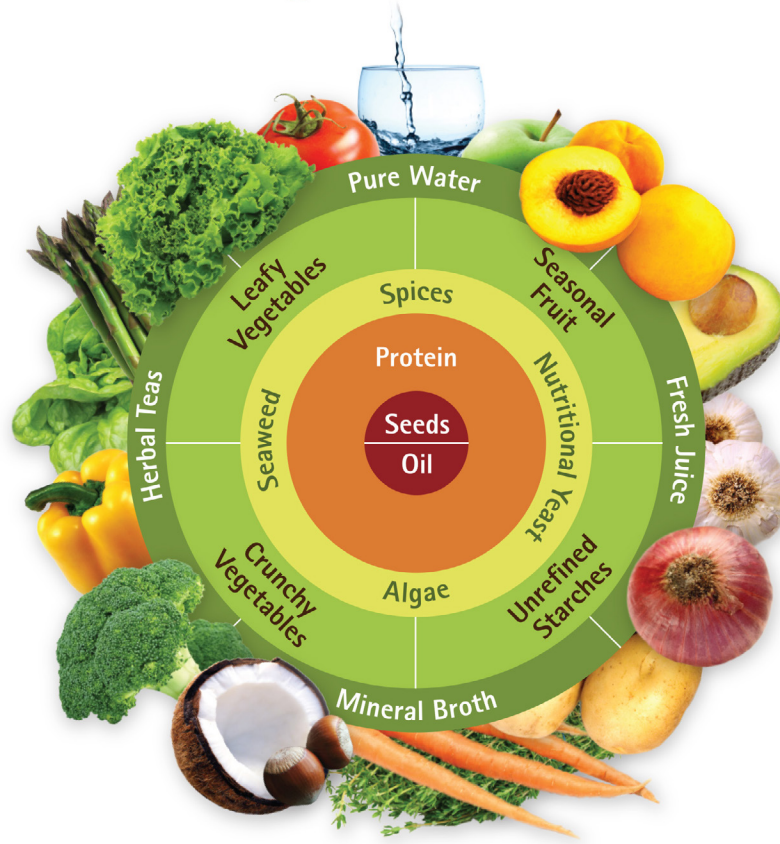 Pure Water
Leafy
Vegetables
Seasonal
Fruit
Spices
Protein
Seeds
Oil
Herbal Teas
Seaweed
Nutritional Yeast
Fresh Juice
Crunchy
Vegetables
Algae
Unrefined
Starches
Mineral Broth